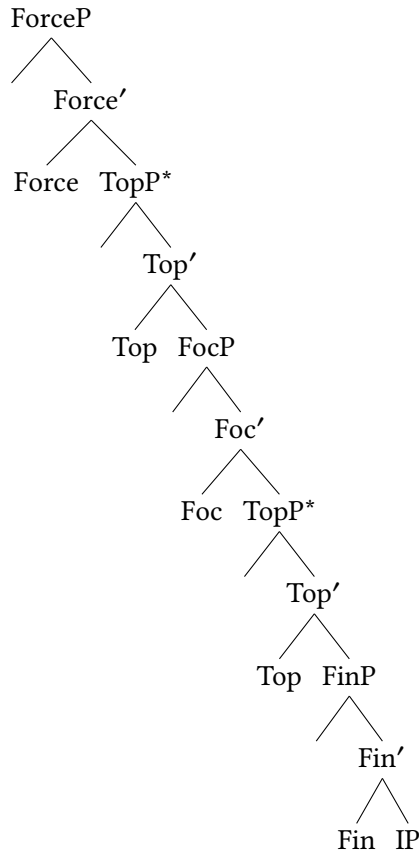 ForceP
Force′
Force TopP*
Top′
Top FocP
Foc′
Foc TopP*
Top′
Top FinP
Fin′
Fin IP